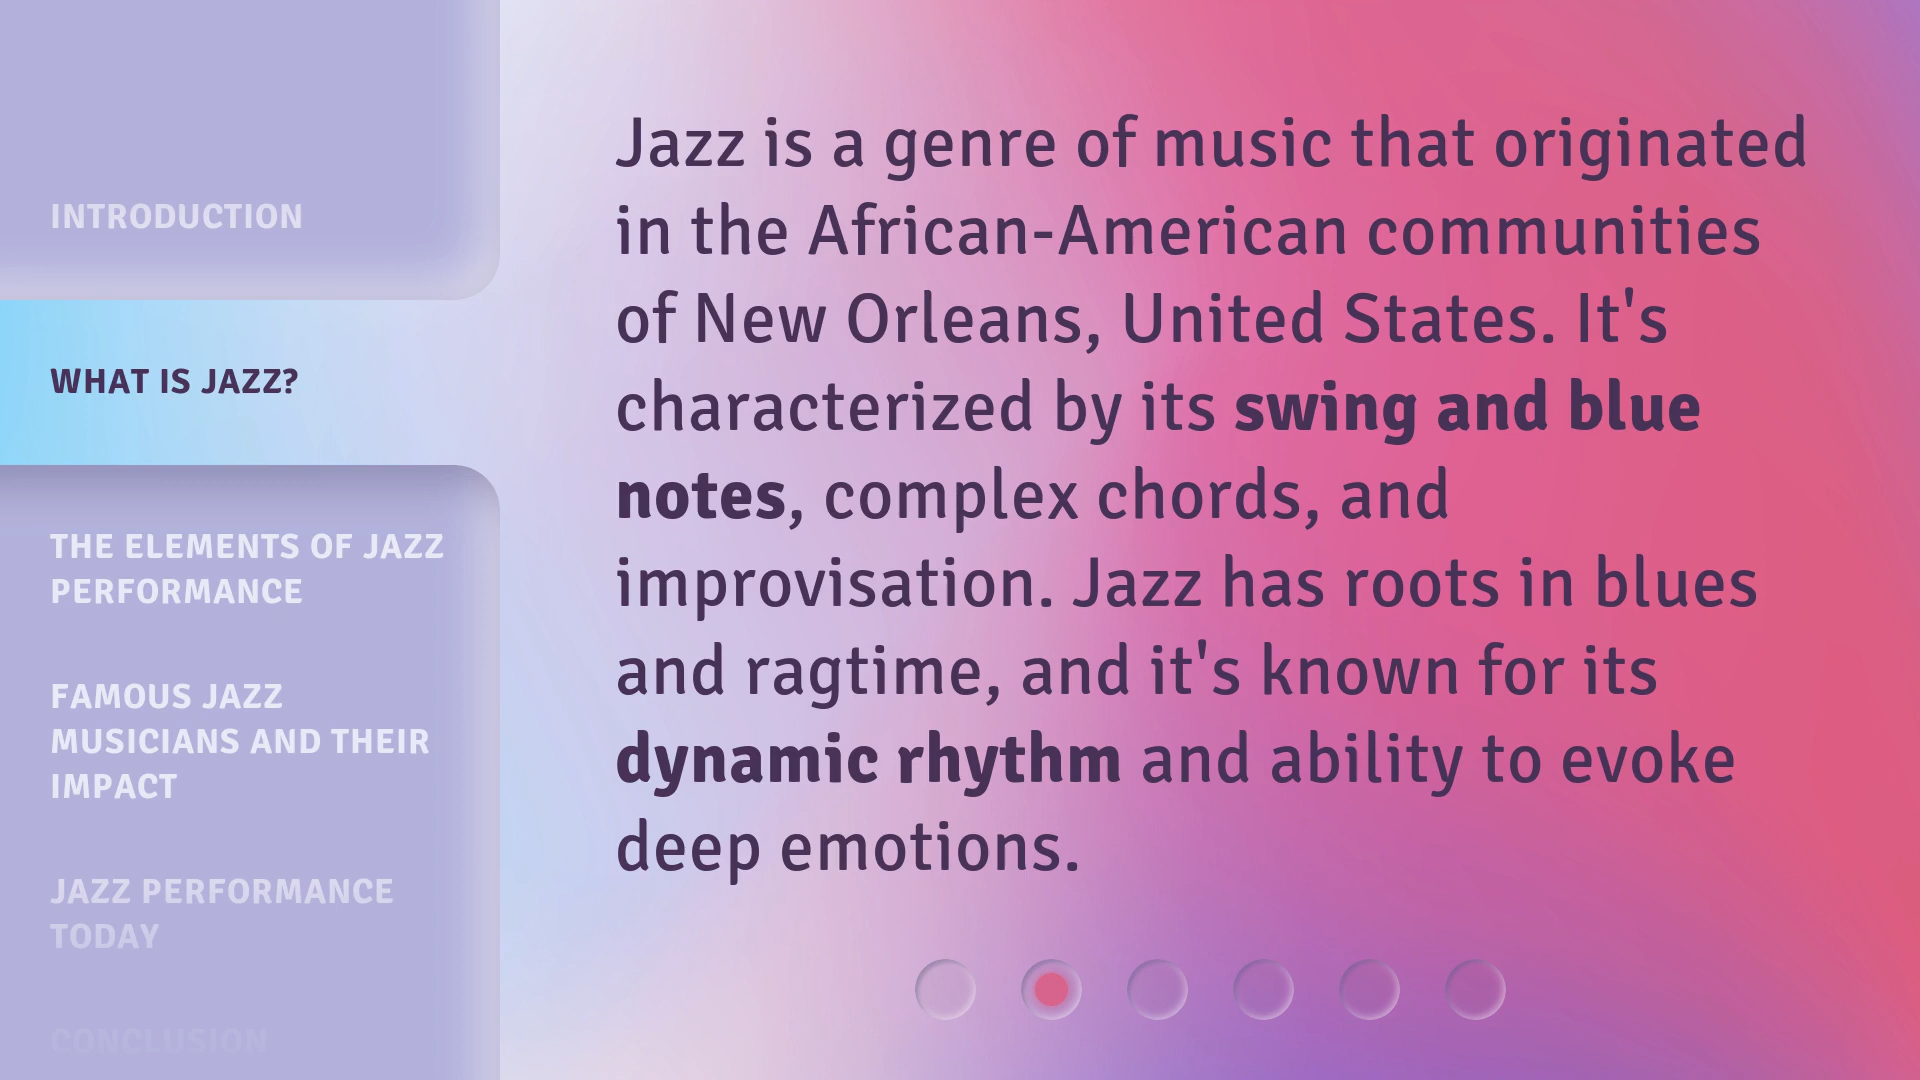 INTRODUCTION
WHAT IS JAZZ?
THE ELEMENTS OF JAZZ
PERFORMANCE
FAMOUS JAZZ
MUSICIANS AND THEIR
IMPACT
JAZZ PERFORMANCE
TODAY
CONCLUSION
Jazz is a genre of music that originated
in the African-American communities
of New Orleans, United States. It's
characterized by its swing and blue
notes, complex chords, and
improvisation. Jazz has roots in blues
and ragtime, and it's known for its
dynamic rhythm and ability to evoke
deep emotions.